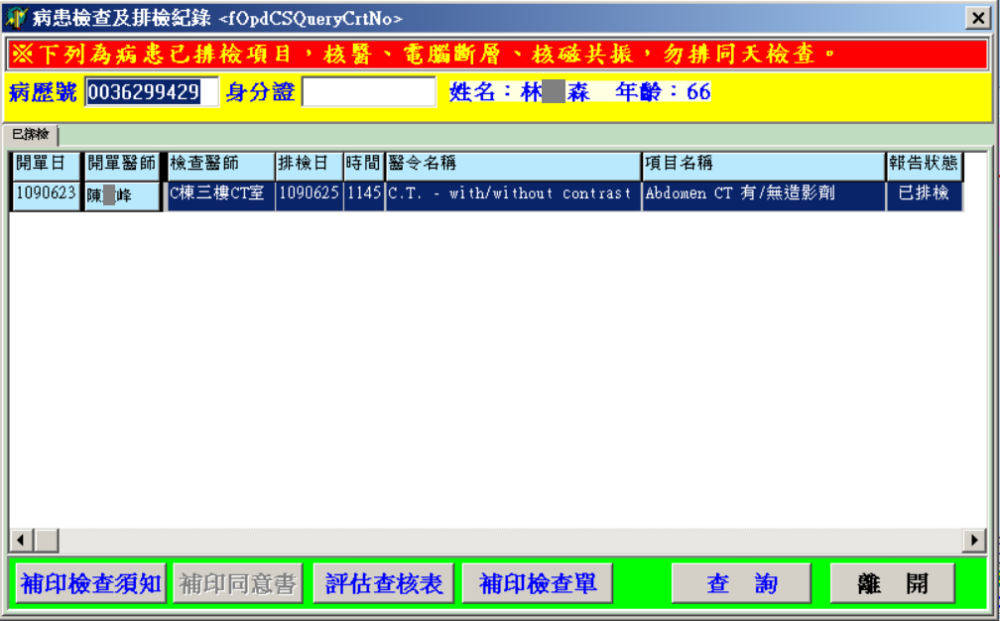 病患檢查及排檢紀錄 <fOpdCSQueryCrtNo>
※下列為病患已排檢項目，核醫、電腦斷層、核磁共振，勿排同天檢查。
病歷號 0036299429 身分證 姓名：林 森 年齡：66
已排檢
開單日 開單醫師 檢查醫師 排檢日 時間 醫令名稱 項目名稱 報告狀態
1090623 陳 峰 C棟三樓CT室 1090625 1145 C.T. - with/without contrast Abdomen CT 有/無造影劑 已排檢
補印檢查須知 補印同意書 評估查核表 補印檢查單 查 詢 離 開